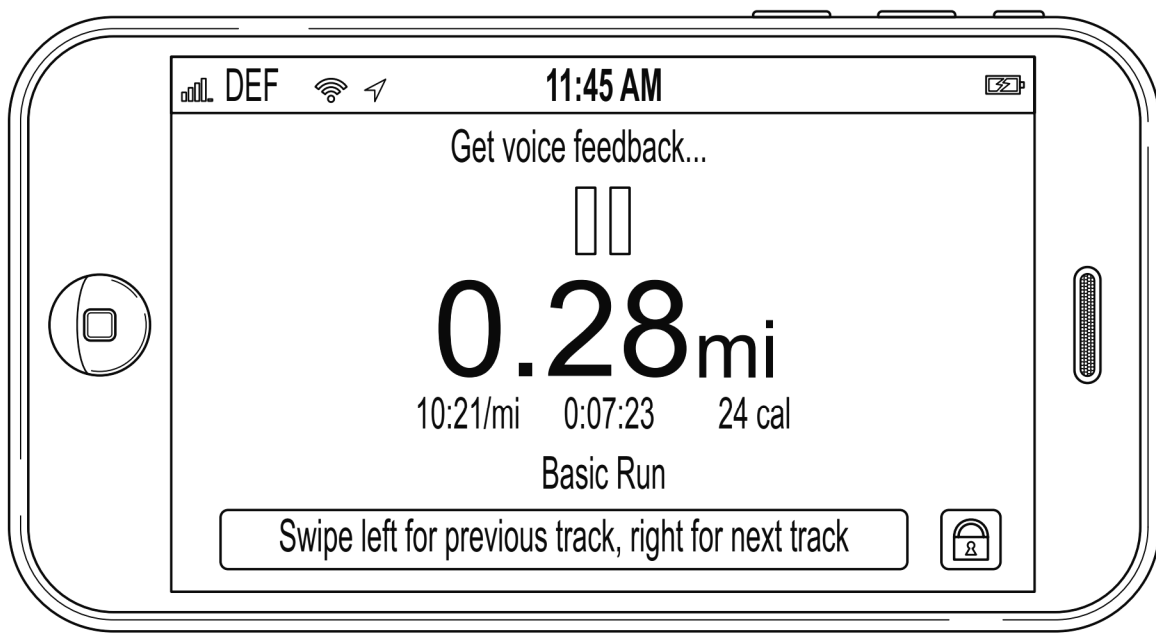 DEF 11:45 AM
Get voice feedback...
0.28mi
10:21/mi 0:07:23 24 cal
Basic Run
Swipe left for previous track, right for next track